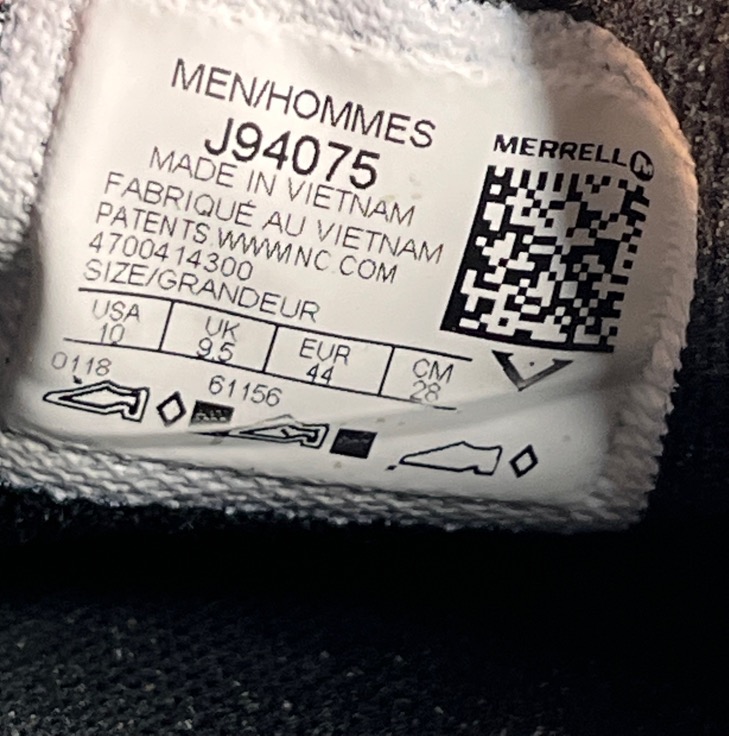 MEN/HOMMES
J94075
MADE IN VIETNAM
FABRIQUÉ AU VIETNAM
PATENTS WWW.MNC.COM
4700414300
SIZE/GRANDEUR
USA UK EUR CM
10 9.5 44 28
0118 61156
MERRELL